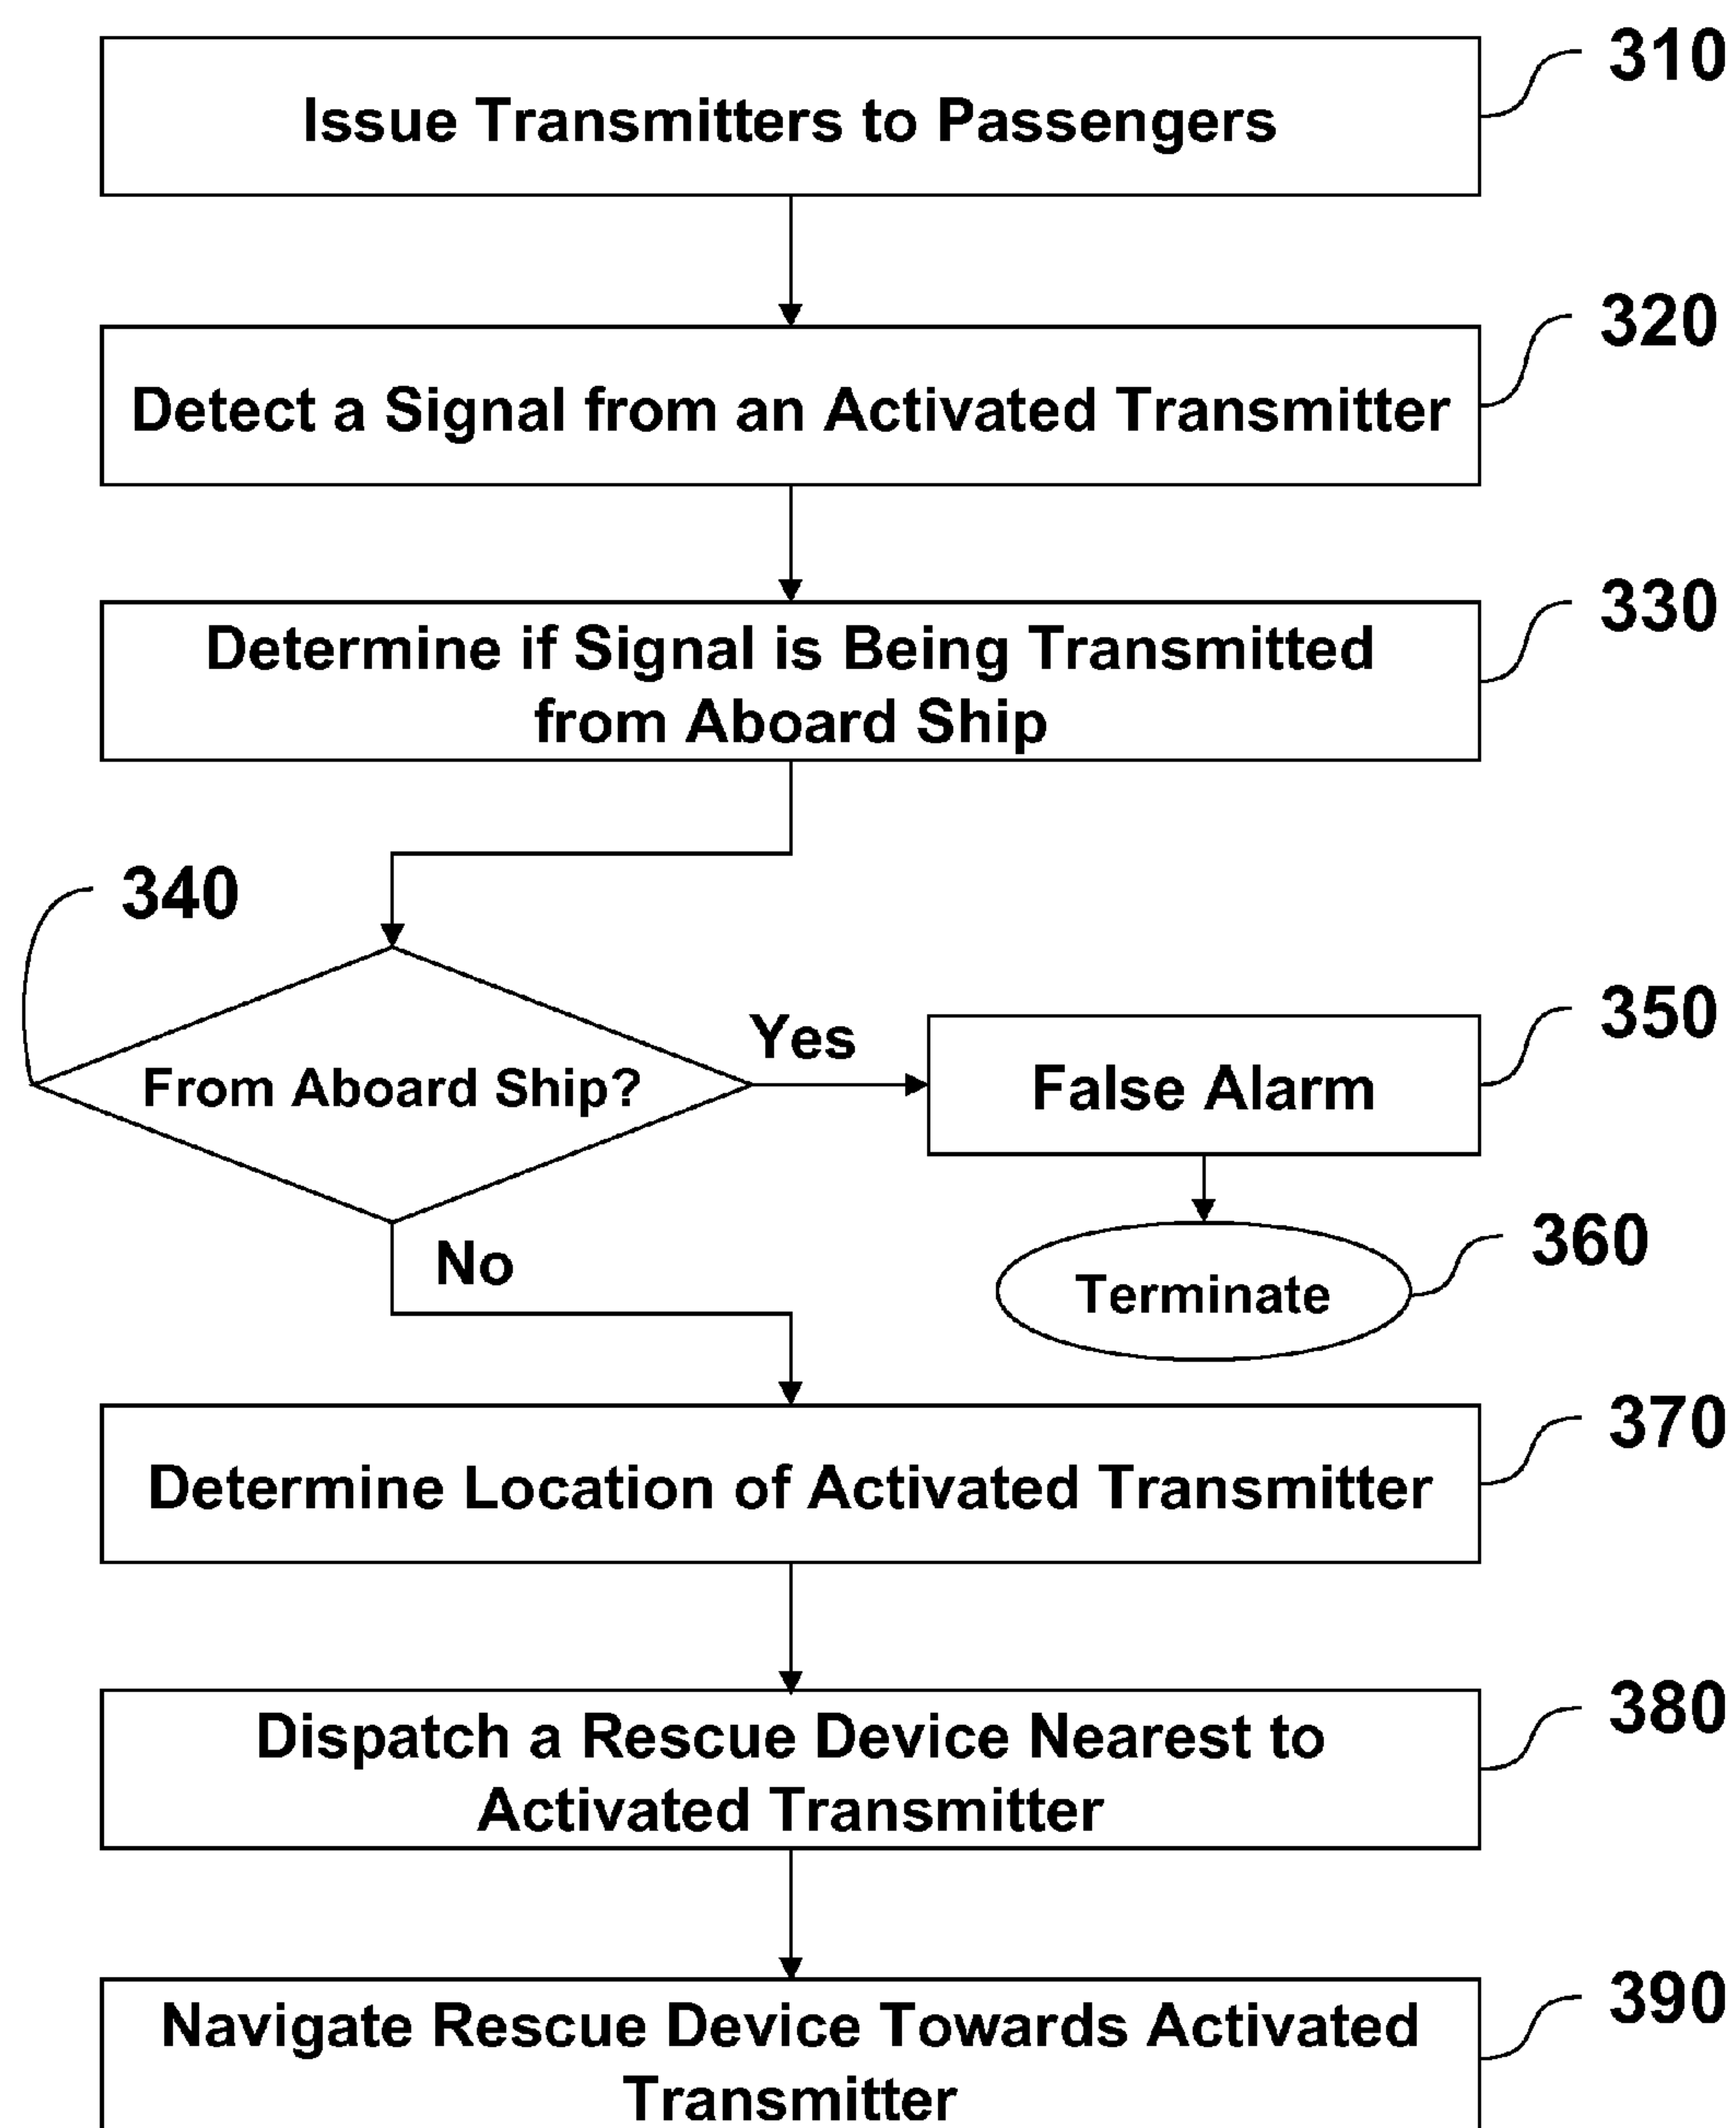 310
Issue Transmitters to Passengers
320
Detect a Signal from an Activated Transmitter
330
Determine if Signal is Being Transmitted
from Aboard Ship
340
From Aboard Ship?
Yes
350
False Alarm
360
Terminate
No
370
Determine Location of Activated Transmitter
380
Dispatch a Rescue Device Nearest to
Activated Transmitter
390
Navigate Rescue Device Towards Activated
Transmitter